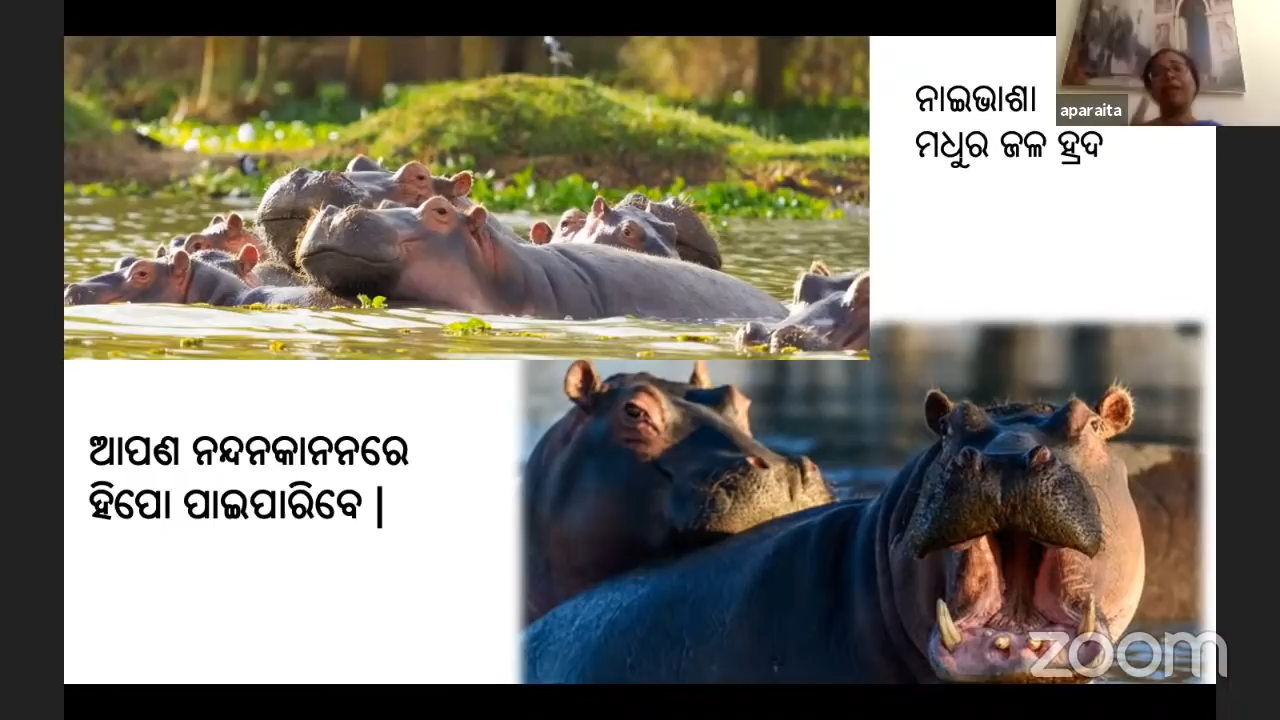 ନାଇଭାଶା
ମଧୁର ଜଳ ହ୍ରଦ
aparaita
ଆପଣ ନନ୍ଦନକାନନରେ
ହିପୋ ପାଇପାରିବେ |
zoom